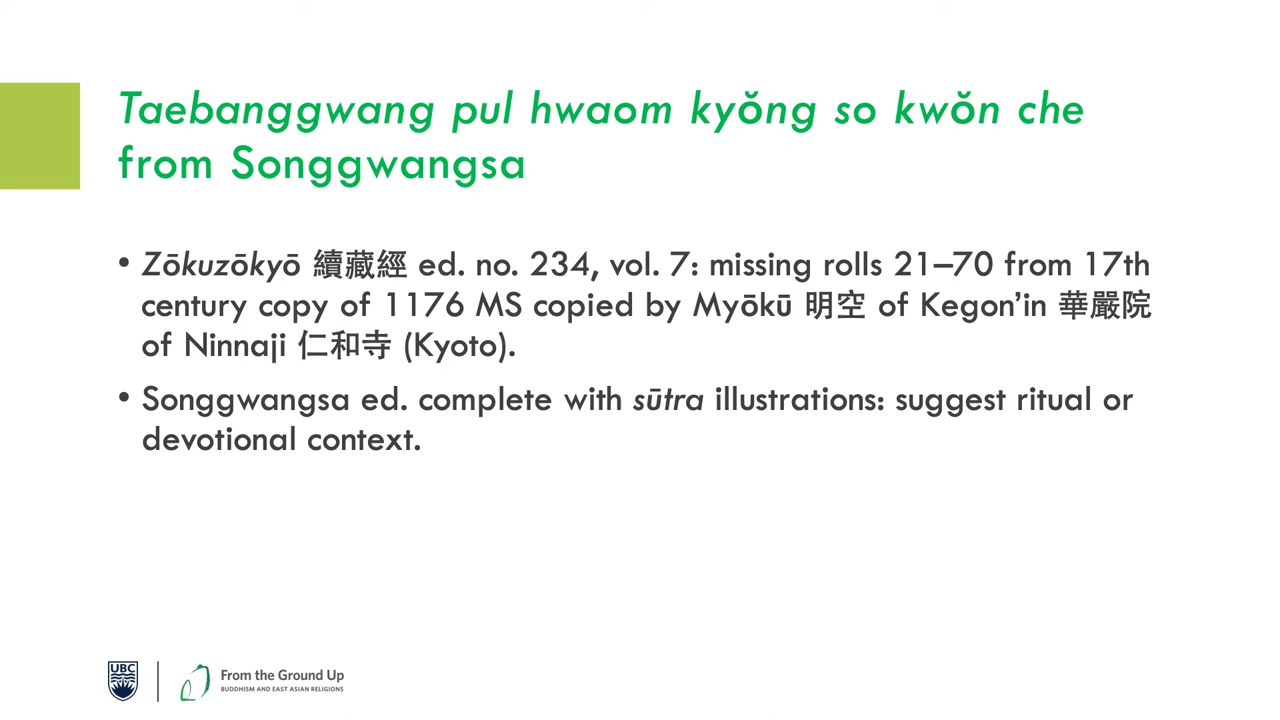 Taebanggwang pul hwaom kyŏng so kwŏn che
from Songgwangsa
• Zōkuzōkyō 續藏經 ed. no. 234, vol. 7: missing rolls 21–70 from 17th
century copy of 1176 MS copied by Myōkū 明空 of Kegon’in 華嚴院
of Ninnaji 仁和寺 (Kyoto).
• Songgwangsa ed. complete with sūtra illustrations: suggest ritual or
devotional context.
UBC
From the Ground Up
BUDDHISM AND EAST ASIAN RELIGIONS